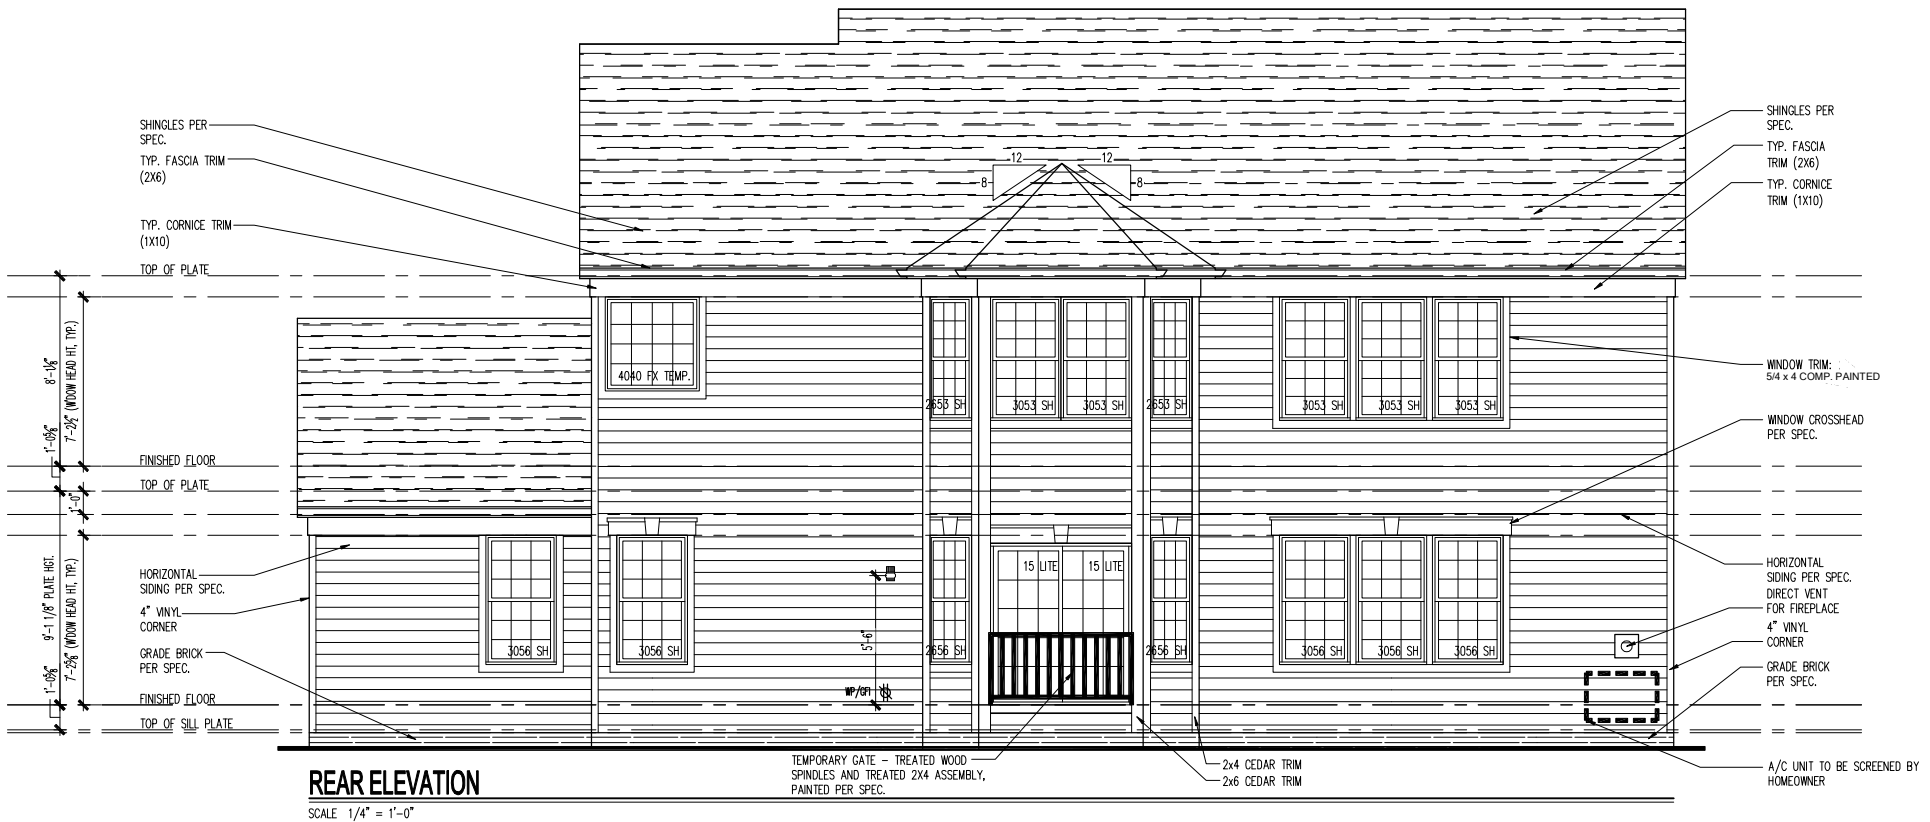 SHINGLES PER
SPEC.
TYP. FASCIA TRIM
(2X6)
TYP. CORNICE TRIM
(1X10)
TOP OF PLATE
FINISHED FLOOR
TOP OF PLATE
HORIZONTAL
SIDING PER SPEC.
4" VINYL
CORNER
GRADE BRICK
PER SPEC.
FINISHED FLOOR
TOP OF SILL PLATE
8'-1⅛"
7'-2½" (W'DOW HEAD HT, TYP.)
1'-0⅝"
1'-0"
9'-1 1/8" PLATE HGT.
7'-2⅝" (W'DOW HEAD HT, TYP.)
1'-0⅝"
12
12
8
8
4040 FX TEMP.
2653 SH
3053 SH
3053 SH
2653 SH
3053 SH
3053 SH
3053 SH
15 LITE
15 LITE
5'-6"
3056 SH
3056 SH
2656 SH
2656 SH
3056 SH
3056 SH
3056 SH
WP/GFI
SHINGLES PER
SPEC.
TYP. FASCIA
TRIM (2X6)
TYP. CORNICE
TRIM (1X10)
WINDOW TRIM:
5/4 x 4 COMP. PAINTED
WINDOW CROSSHEAD
PER SPEC.
HORIZONTAL
SIDING PER SPEC.
DIRECT VENT
FOR FIREPLACE
4" VINYL
CORNER
GRADE BRICK
PER SPEC.
A/C UNIT TO BE SCREENED BY
HOMEOWNER
TEMPORARY GATE - TREATED WOOD
SPINDLES AND TREATED 2X4 ASSEMBLY,
PAINTED PER SPEC.
2x4 CEDAR TRIM
2x6 CEDAR TRIM
REAR ELEVATION
SCALE 1/4" = 1'-0"